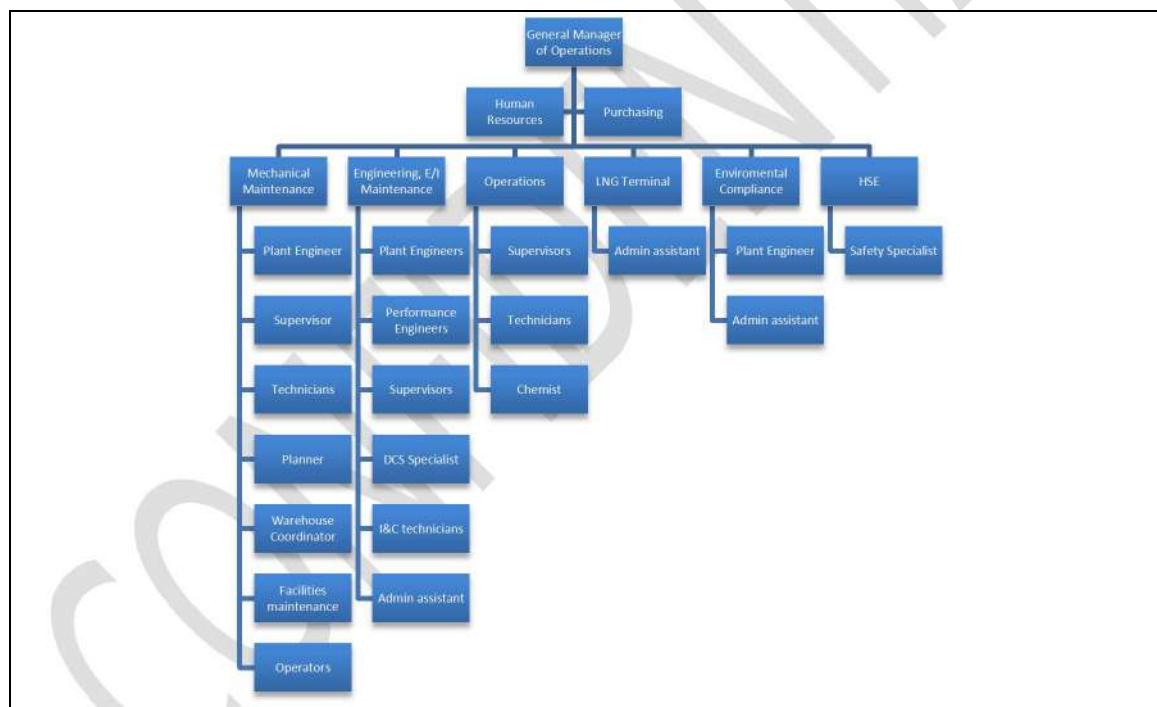 General Manager
of Operations
Human
Resources
Purchasing
Mechanical
Maintenance
Engineering, E/I
Maintenance
Operations
LNG Terminal
Enviromental
Compliance
HSE
Plant Engineer
Supervisor
Technicians
Planner
Warehouse
Coordinator
Facilities
maintenance
Operators
Plant Engineers
Performance
Engineers
Supervisors
DCS Specialist
I&C technicians
Admin assistant
Supervisors
Technicians
Chemist
Admin assistant
Plant Engineer
Admin assistant
Safety Specialist